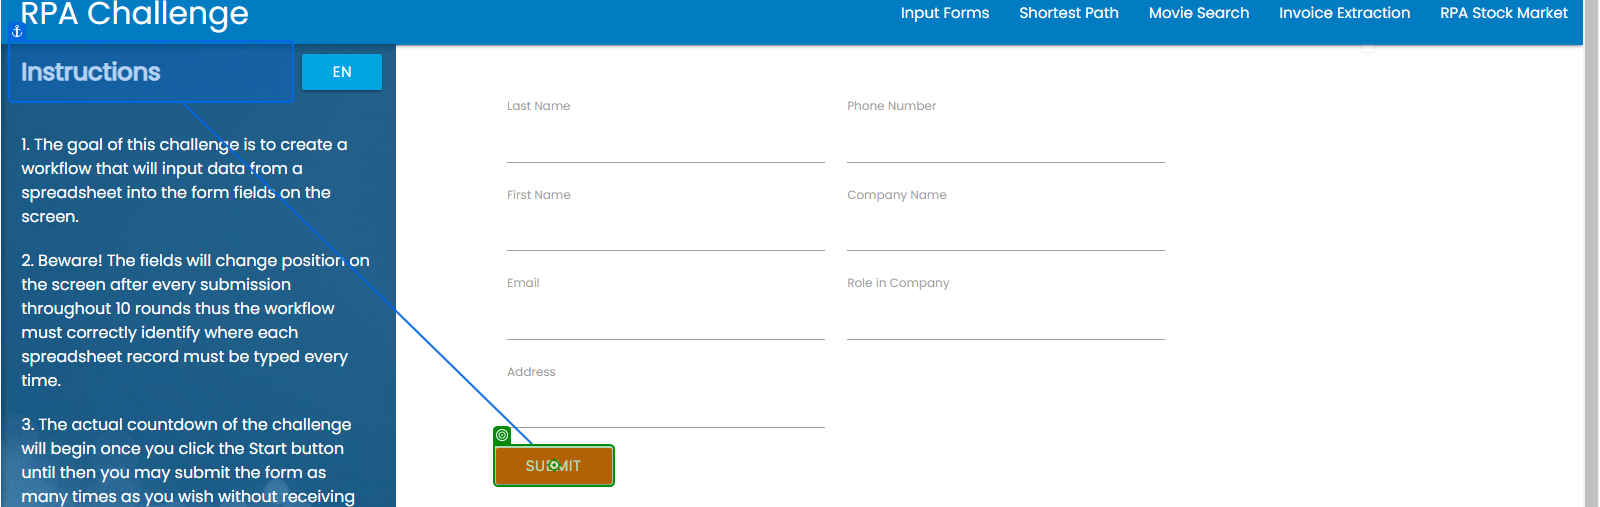 RPA Challenge
Input Forms Shortest Path Movie Search Invoice Extraction RPA Stock Market
Instructions
EN
1. The goal of this challenge is to create a
workflow that will input data from a
spreadsheet into the form fields on the
screen.
2. Beware! The fields will change position on
the screen after every submission
throughout 10 rounds thus the workflow
must correctly identify where each
spreadsheet record must be typed every
time.
3. The actual countdown of the challenge
will begin once you click the Start button
until then you may submit the form as
many times as you wish without receiving
Last Name
Phone Number
First Name
Company Name
Email
Role in Company
Address
SUBMIT